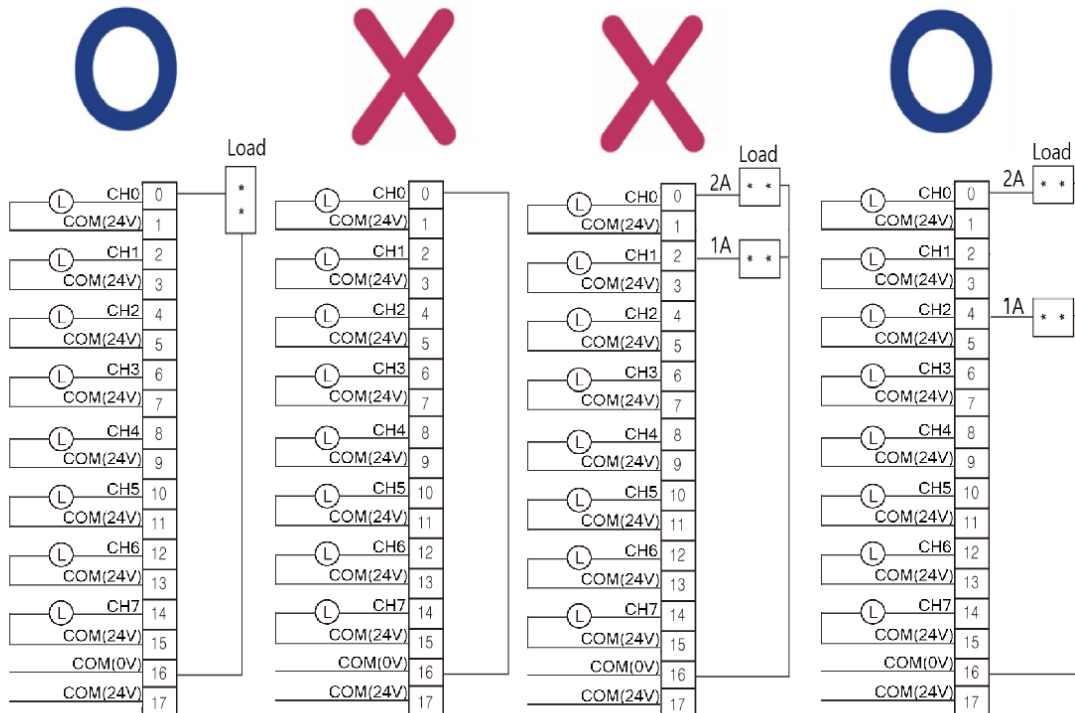 O
Load
*
*
L CH0 0
COM(24V) 1
L CH1 2
COM(24V) 3
L CH2 4
COM(24V) 5
L CH3 6
COM(24V) 7
L CH4 8
COM(24V) 9
L CH5 10
COM(24V) 11
L CH6 12
COM(24V) 13
L CH7 14
COM(24V) 15
COM(0V) 16
COM(24V) 17
X
L CH0 0
COM(24V) 1
L CH1 2
COM(24V) 3
L CH2 4
COM(24V) 5
L CH3 6
COM(24V) 7
L CH4 8
COM(24V) 9
L CH5 10
COM(24V) 11
L CH6 12
COM(24V) 13
L CH7 14
COM(24V) 15
COM(0V) 16
COM(24V) 17
X
Load
L CH0 0 2A * *
COM(24V) 1
L CH1 2 1A * *
COM(24V) 3
L CH2 4
COM(24V) 5
L CH3 6
COM(24V) 7
L CH4 8
COM(24V) 9
L CH5 10
COM(24V) 11
L CH6 12
COM(24V) 13
L CH7 14
COM(24V) 15
COM(0V) 16
COM(24V) 17
O
Load
L CH0 0 2A * *
COM(24V) 1
L CH1 2
COM(24V) 3
L CH2 4 1A * *
COM(24V) 5
L CH3 6
COM(24V) 7
L CH4 8
COM(24V) 9
L CH5 10
COM(24V) 11
L CH6 12
COM(24V) 13
L CH7 14
COM(24V) 15
COM(0V) 16
COM(24V) 17